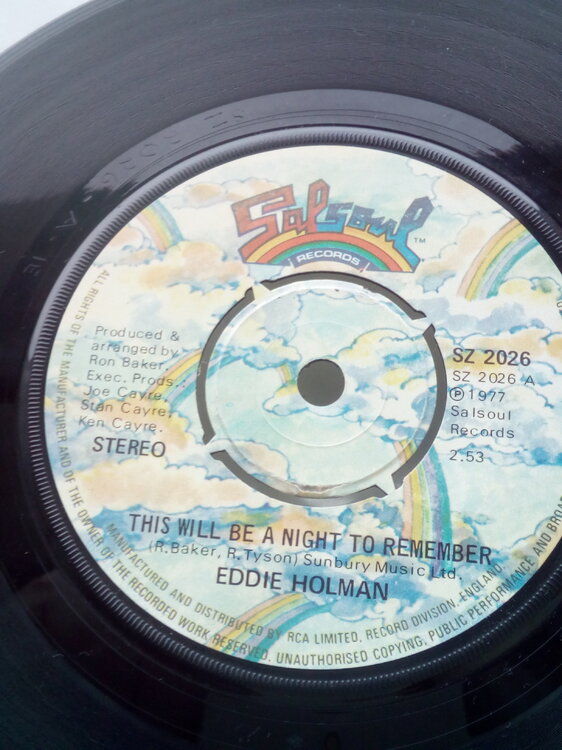 Salsoul
TM
RECORDS
Produced &
arranged by
Ron Baker.
Exec. Prods.:
Joe Cayre,
Stan Cayre,
Ken Cayre.
STEREO
SZ 2026
SZ 2026 A
Ⓟ1977
Salsoul
Records
2.53
THIS WILL BE A NIGHT TO REMEMBER
(R.Baker, R.Tyson) Sunbury Music Ltd.
EDDIE HOLMAN
MANUFACTURED AND DISTRIBUTED BY RCA LIMITED, RECORD DIVISION, ENGLAND.
ALL RIGHTS OF THE MANUFACTURER AND OF THE OWNER OF THE RECORDED WORK RESERVED. UNAUTHORISED COPYING, PUBLIC PERFORMANCE AND